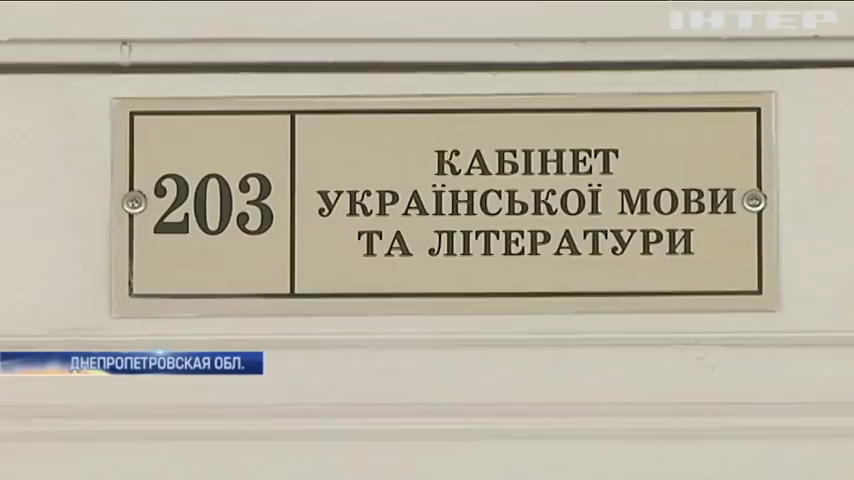 ІНТЕР
203
КАБІНЕТ
УКРАЇНСЬКОЇ МОВИ
ТА ЛІТЕРАТУРИ
ДНЕПРОПЕТРОВСКАЯ ОБЛ.